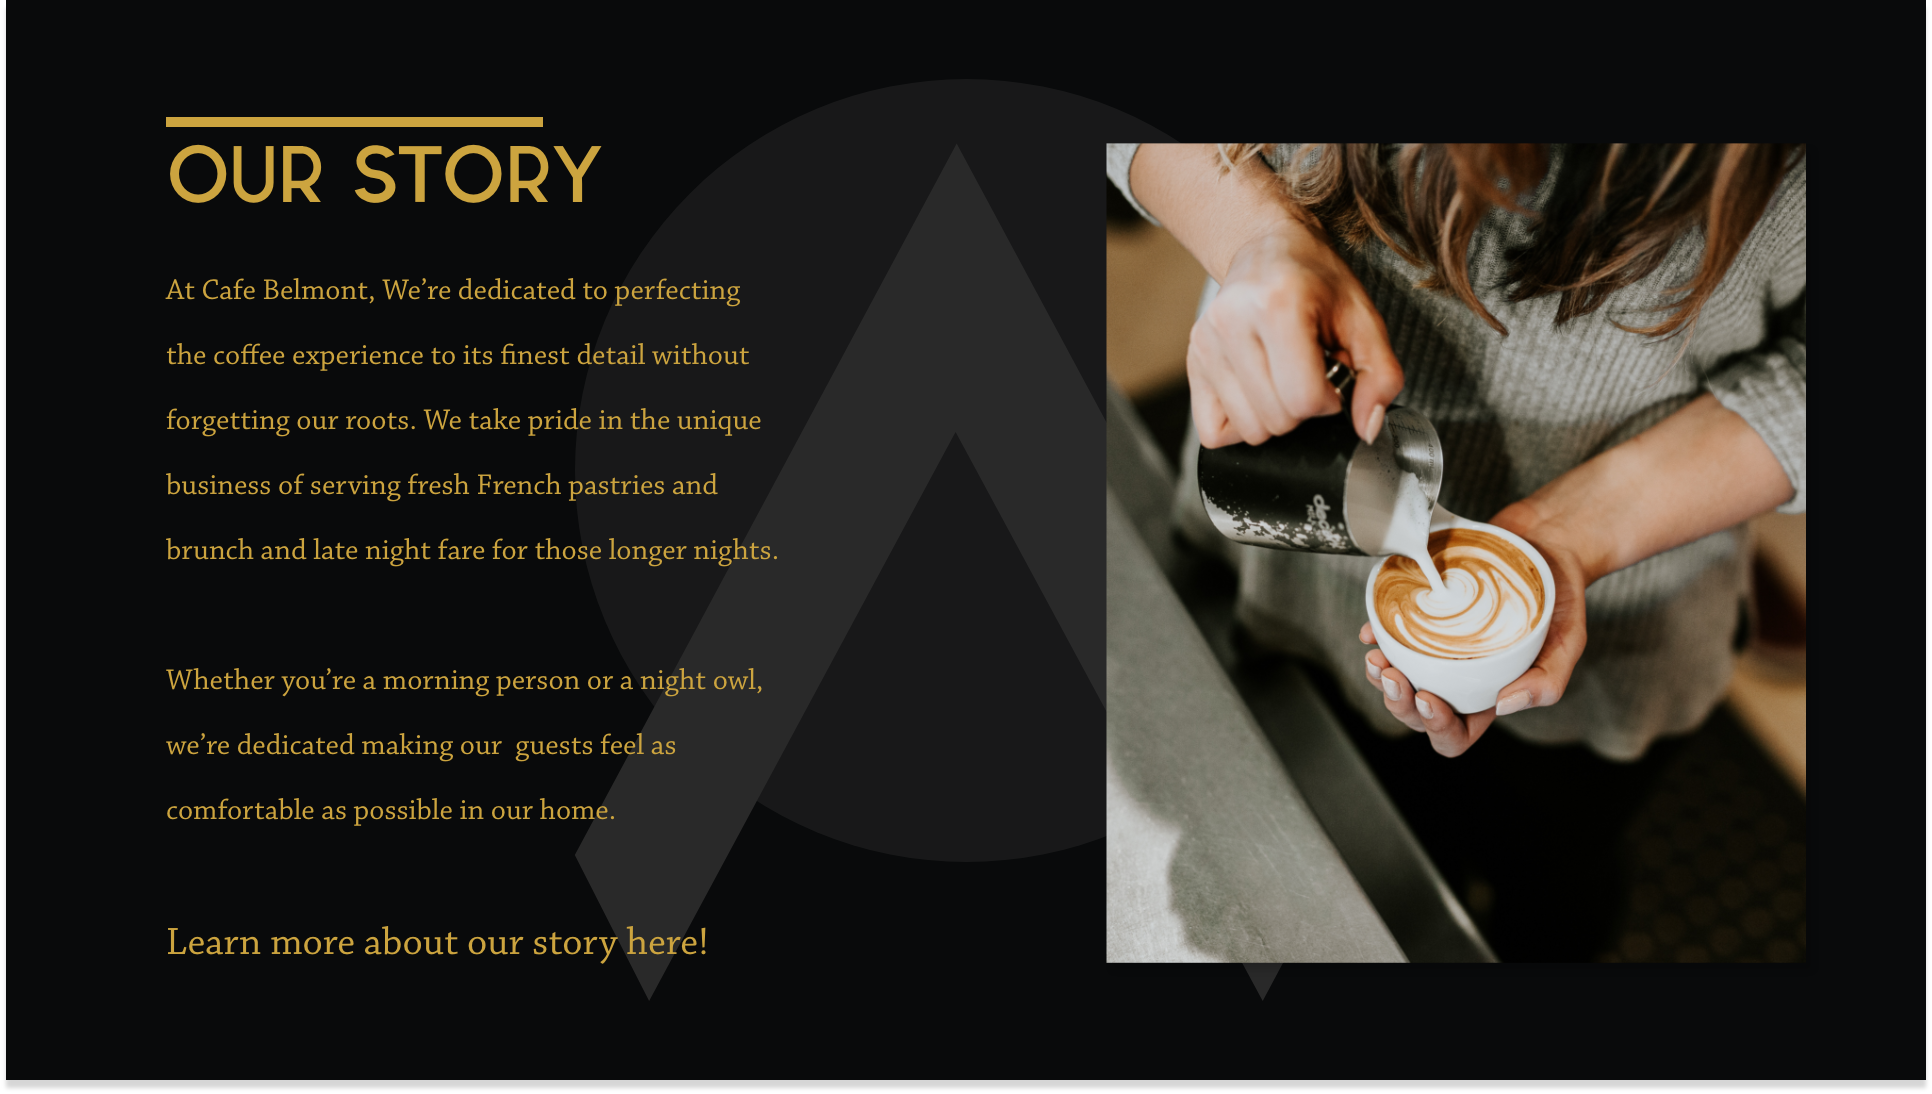 OUR STORY
At Cafe Belmont, We’re dedicated to perfecting
the coffee experience to its finest detail without
forgetting our roots. We take pride in the unique
business of serving fresh French pastries and
brunch and late night fare for those longer nights.
Whether you’re a morning person or a night owl,
we’re dedicated making our  guests feel as
comfortable as possible in our home.
Learn more about our story here!